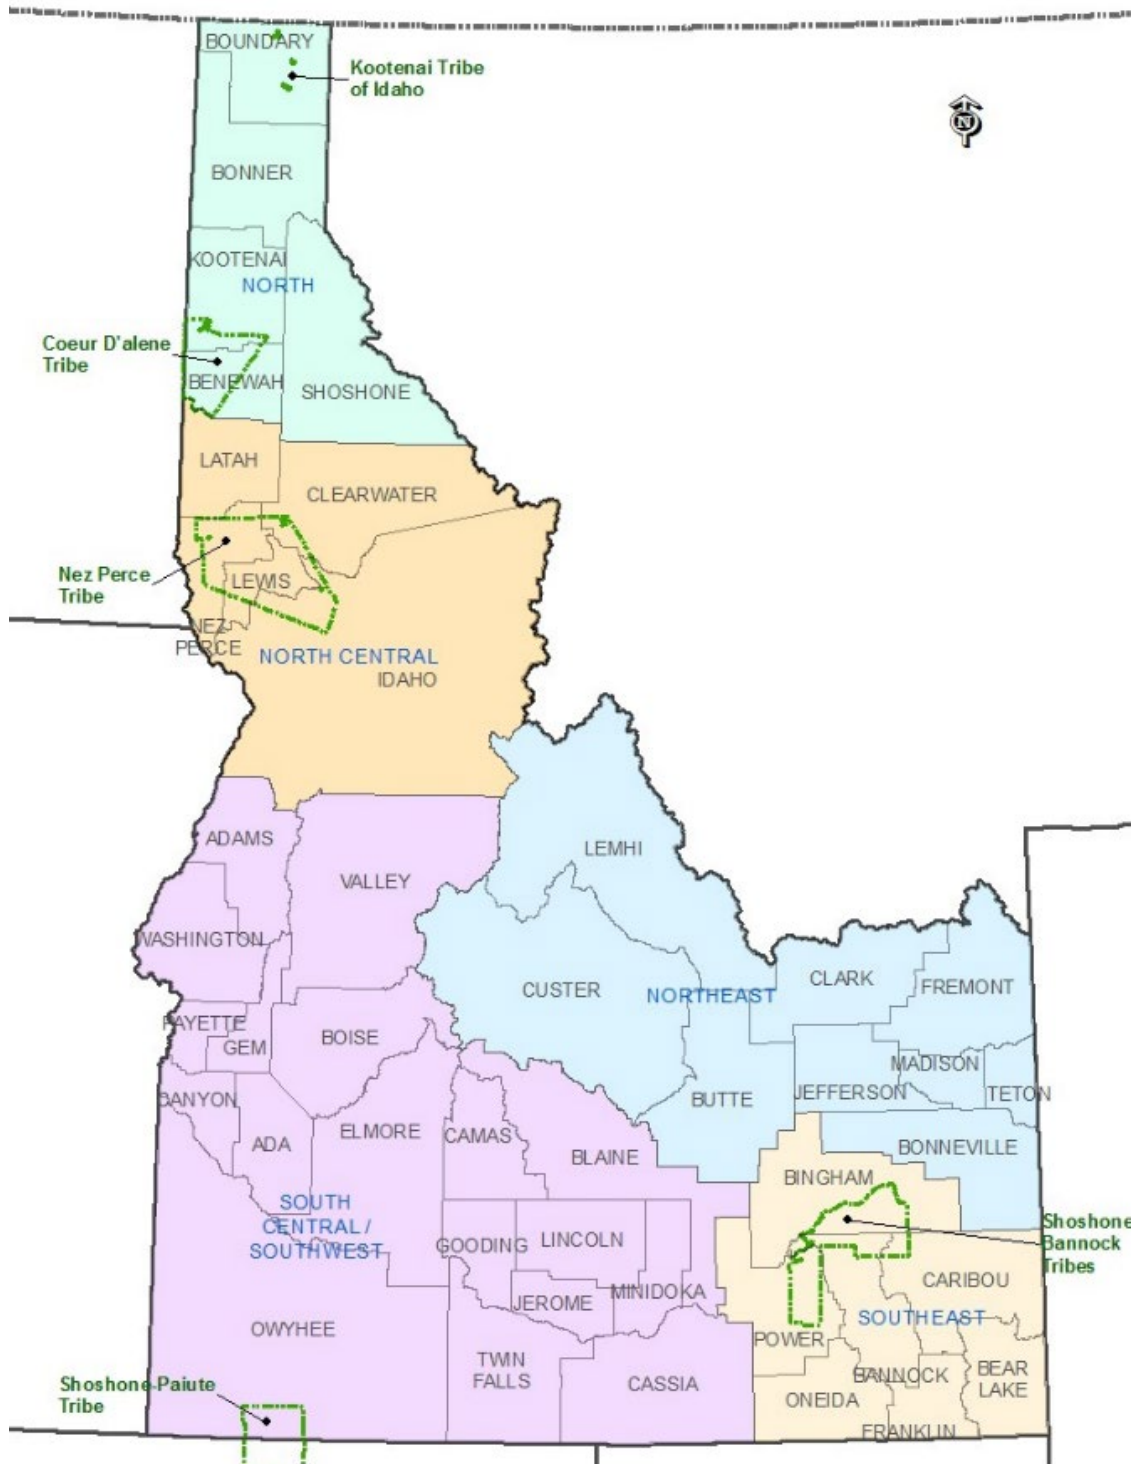 BOUNDARY
Kootenai Tribe
of Idaho
N
BONNER
KOOTENAI
NORTH
Coeur D'alene
Tribe
BENEWAH
SHOSHONE
LATAH
CLEARWATER
Nez Perce
Tribe
LEWIS
NEZ
PERCE
NORTH CENTRAL
IDAHO
ADAMS
LEMHI
VALLEY
WASHINGTON
CUSTER
NORTHEAST
CLARK
FREMONT
PAYETTE
GEM
BOISE
MADISON
JEFFERSON
TETON
CANYON
BUTTE
ADA
ELMORE
CAMAS
BLAINE
BONNEVILLE
BINGHAM
SOUTH
CENTRAL /
SOUTHWEST
GOODING
LINCOLN
Shoshone
Bannock
Tribes
JEROME
MINIDOKA
CARIBOU
SOUTHEAST
OWYHEE
POWER
TWIN
FALLS
CASSIA
BANNOCK
BEAR
LAKE
ONEIDA
Shoshone-Paiute
Tribe
FRANKLIN